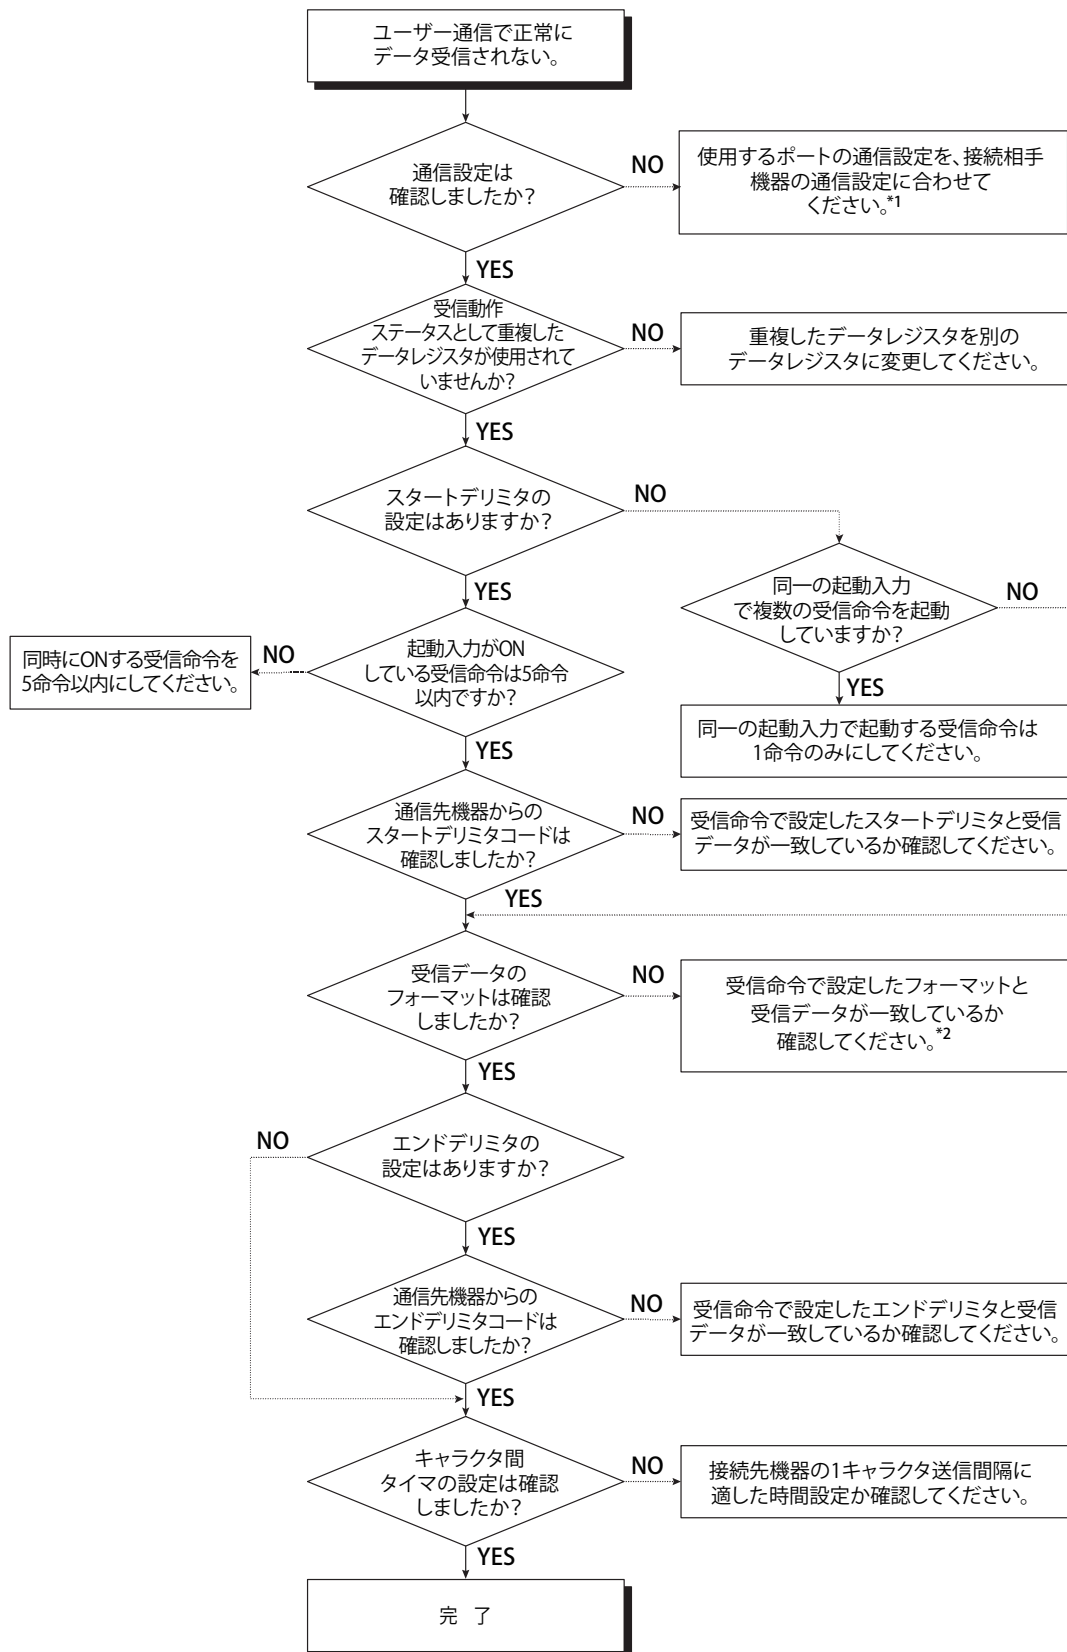 ユーザー通信で正常に
データ受信されない。
通信設定は
確認しましたか？
NO
使用するポートの通信設定を、接続相手
機器の通信設定に合わせて
ください。*1
YES
受信動作
ステータスとして重複した
データレジスタが使用されて
いませんか？
NO
重複したデータレジスタを別の
データレジスタに変更してください。
YES
スタートデリミタの
設定はありますか？
NO
同一の起動入力
で複数の受信命令を起動
していますか？
NO
YES
同一の起動入力で起動する受信命令は
1命令のみにしてください。
YES
起動入力がON
している受信命令は5命令
以内ですか？
NO
同時にONする受信命令を
5命令以内にしてください。
YES
通信先機器からの
スタートデリミタコードは
確認しましたか？
NO
受信命令で設定したスタートデリミタと受信
データが一致しているか確認してください。
YES
受信データの
フォーマットは確認
しましたか？
NO
受信命令で設定したフォーマットと
受信データが一致しているか
確認してください。*2
YES
エンドデリミタの
設定はありますか？
NO
YES
通信先機器からの
エンドデリミタコードは
確認しましたか？
NO
受信命令で設定したエンドデリミタと受信
データが一致しているか確認してください。
YES
キャラクタ間
タイマの設定は確認
しましたか？
NO
接続先機器の1キャラクタ送信間隔に
適した時間設定か確認してください。
YES
完 了